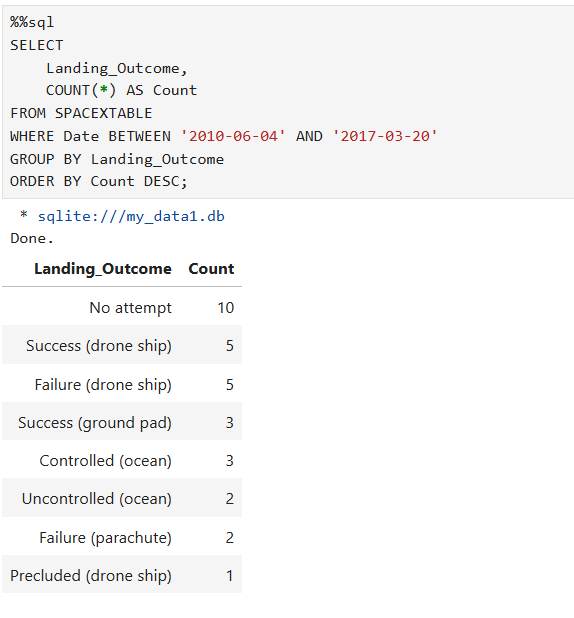 %%sql
SELECT
    Landing_Outcome,
    COUNT(*) AS Count
FROM SPACEXTABLE
WHERE Date BETWEEN '2010-06-04' AND '2017-03-20'
GROUP BY Landing_Outcome
ORDER BY Count DESC;
* sqlite:///my_data1.db
Done.
Landing_Outcome Count
No attempt 10
Success (drone ship) 5
Failure (drone ship) 5
Success (ground pad) 3
Controlled (ocean) 3
Uncontrolled (ocean) 2
Failure (parachute) 2
Precluded (drone ship) 1